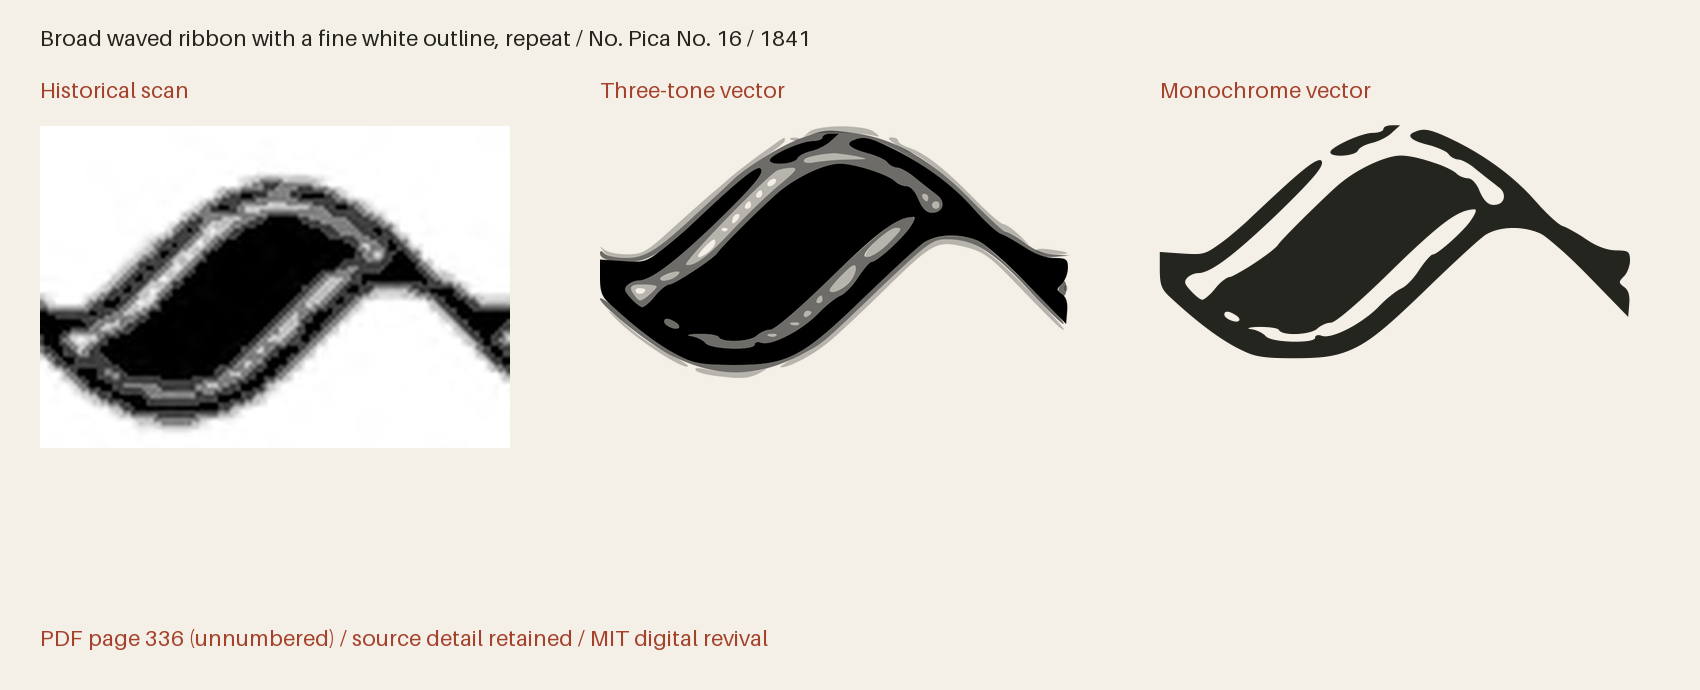 Broad waved ribbon with a fine white outline, repeat / No. Pica No. 16 / 1841
Historical scan
Three-tone vector
Monochrome vector
PDF page 336 (unnumbered) / source detail retained / MIT digital revival